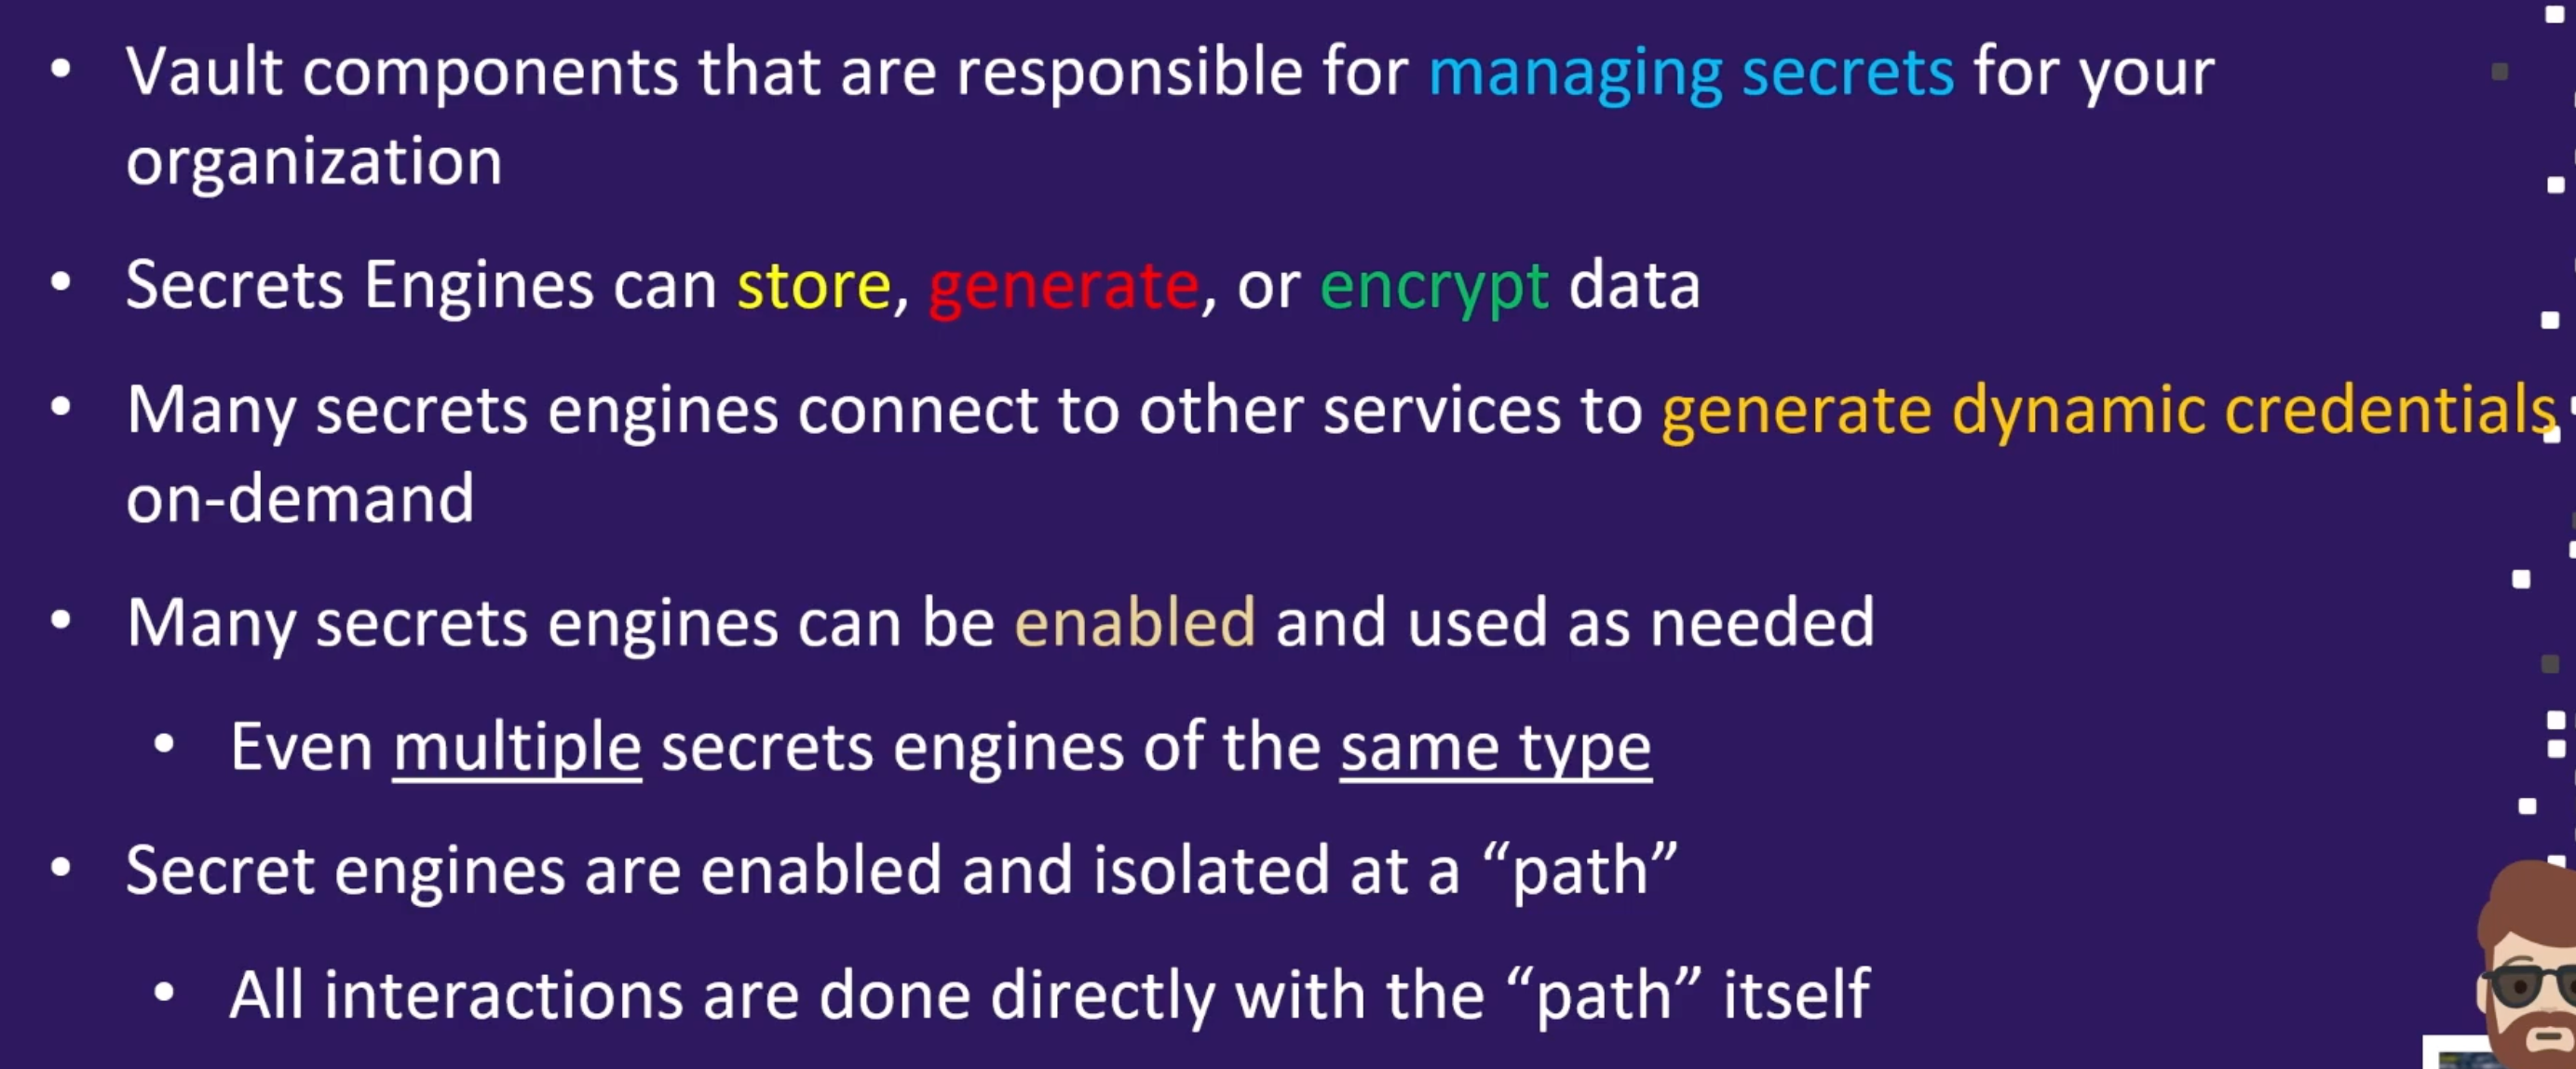 • Vault components that are responsible for managing secrets for your
organization
• Secrets Engines can store, generate, or encrypt data
• Many secrets engines connect to other services to generate dynamic credentials
on-demand
• Many secrets engines can be enabled and used as needed
• Even multiple secrets engines of the same type
• Secret engines are enabled and isolated at a “path”
• All interactions are done directly with the “path” itself